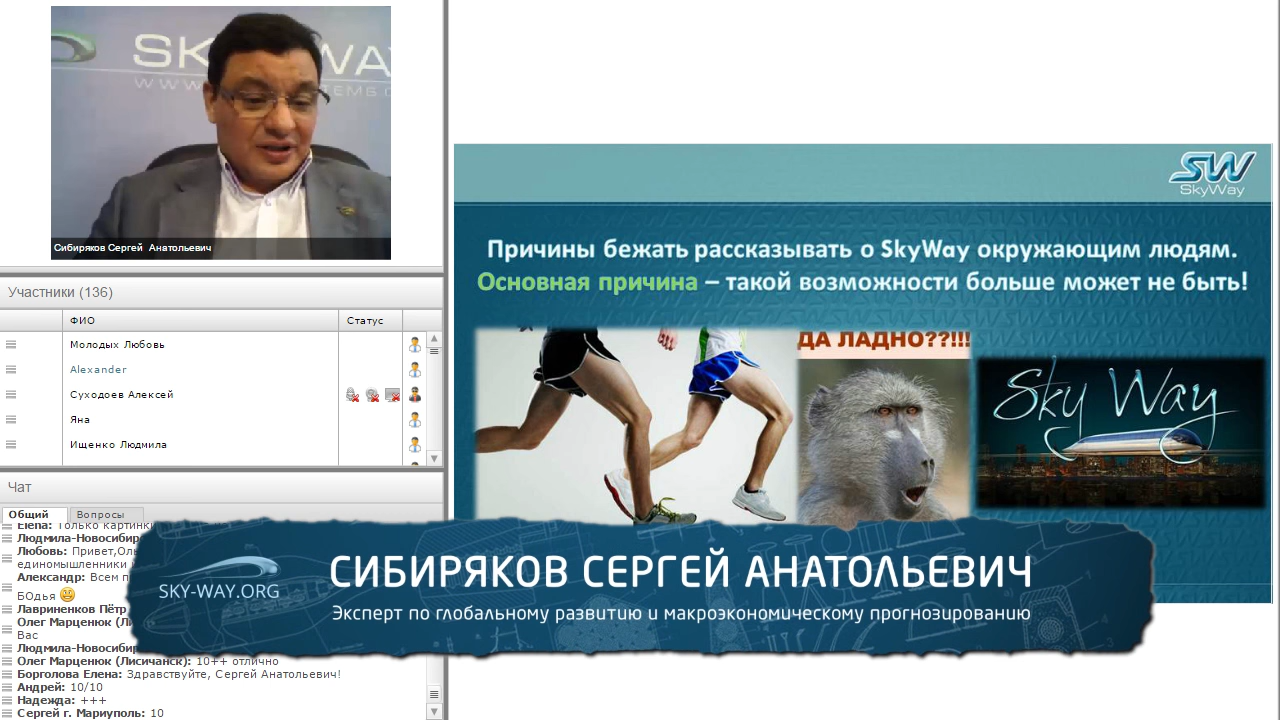 SKYWAY
WWW
TEMS.C
Сибиряков Сергей Анатольевич
Участники (136)
ФИО
Статус
Молодых Любовь
Alexander
Суходоев Алексей
Яна
Ищенко Людмила
Чат
Общий
Вопросы
Elena: Только картинк
Людмила-Новосибир
Любовь: Привет,Оль
единомышленники
Александр: Всем п
БОдья
Лавриненков Пётр
Олег Марценюк (Ли
Вас
Людмила-Новосибир
Олег Марценюк (Лисичанск): 10++ отлично
Борголова Елена: Здравствуйте, Сергей Анатольевич!
Андрей: 10/10
Надежда: +++
Сергей г. Мариуполь: 10
SW
SkyWay
Причины бежать рассказывать о SkyWay окружающим людям.
Основная причина – такой возможности больше может не быть!
ДА ЛАДНО??!!!
Sky Way
SKY-WAY.ORG
СИБИРЯКОВ СЕРГЕЙ АНАТОЛЬЕВИЧ
Эксперт по глобальному развитию и макроэкономическому прогнозированию